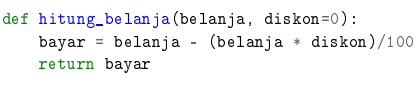 def hitung_belanja(belanja, diskon=0):
    bayar = belanja - (belanja * diskon)/100
    return bayar